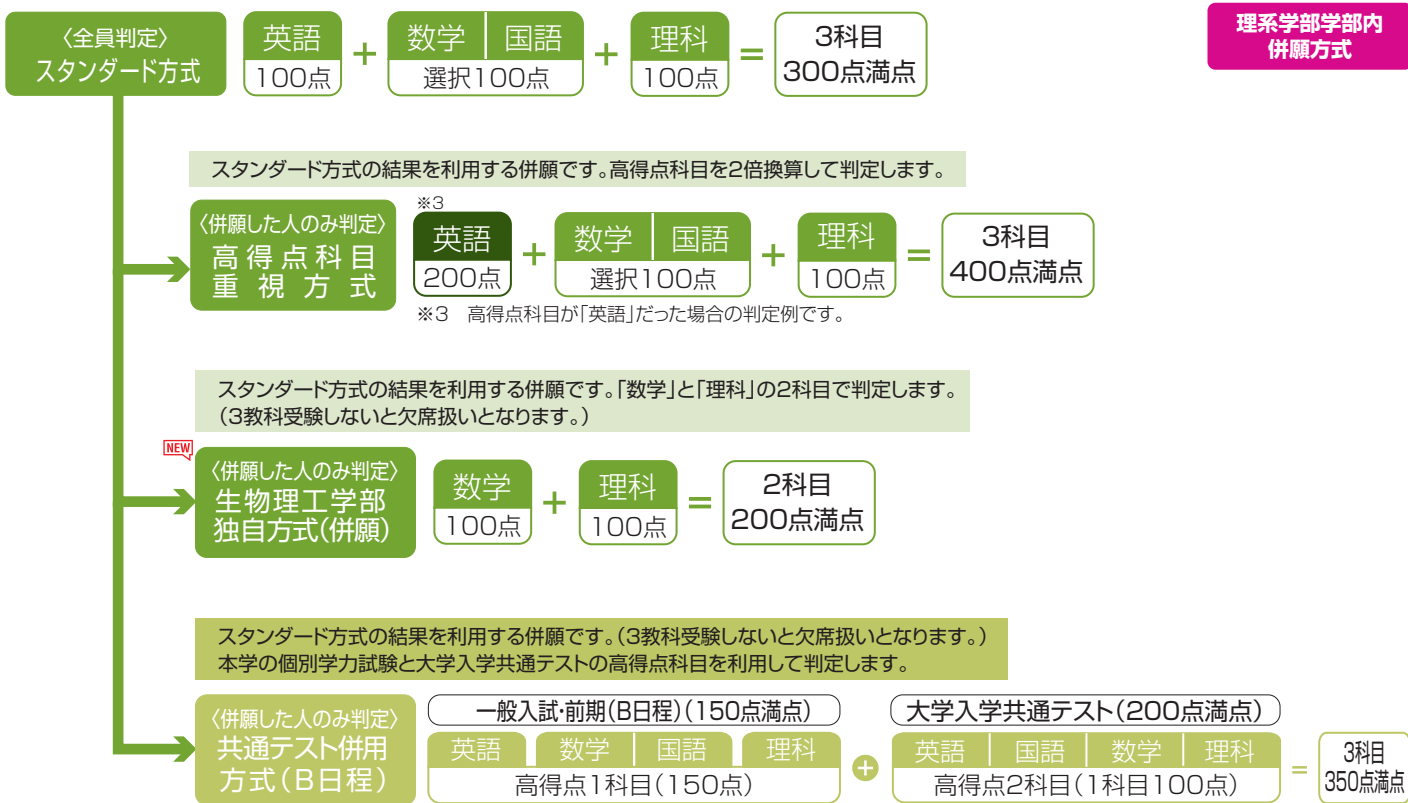 〈全員判定〉
スタンダード方式
英語
100点
+
数学 国語
選択100点
+
理科
100点
=
3科目
300点満点
理系学部学部内
併願方式
スタンダード方式の結果を利用する併願です。高得点科目を2倍換算して判定します。
〈併願した人のみ判定〉
高得点科目
重視方式
※3
英語
200点
+
数学 国語
選択100点
+
理科
100点
=
3科目
400点満点
※3 高得点科目が「英語」だった場合の判定例です。
スタンダード方式の結果を利用する併願です。「数学」と「理科」の2科目で判定します。
（3教科受験しないと欠席扱いとなります。）
NEW
〈併願した人のみ判定〉
生物理工学部
独自方式（併願）
数学
100点
+
理科
100点
=
2科目
200点満点
スタンダード方式の結果を利用する併願です。（3教科受験しないと欠席扱いとなります。）
本学の個別学力試験と大学入学共通テストの高得点科目を利用して判定します。
〈併願した人のみ判定〉
共通テスト併用
方式（B日程）
一般入試・前期（B日程）（150点満点）
英語 数学 国語 理科
高得点1科目（150点）
+
大学入学共通テスト（200点満点）
英語 国語 数学 理科
高得点2科目（1科目100点）
=
3科目
350点満点